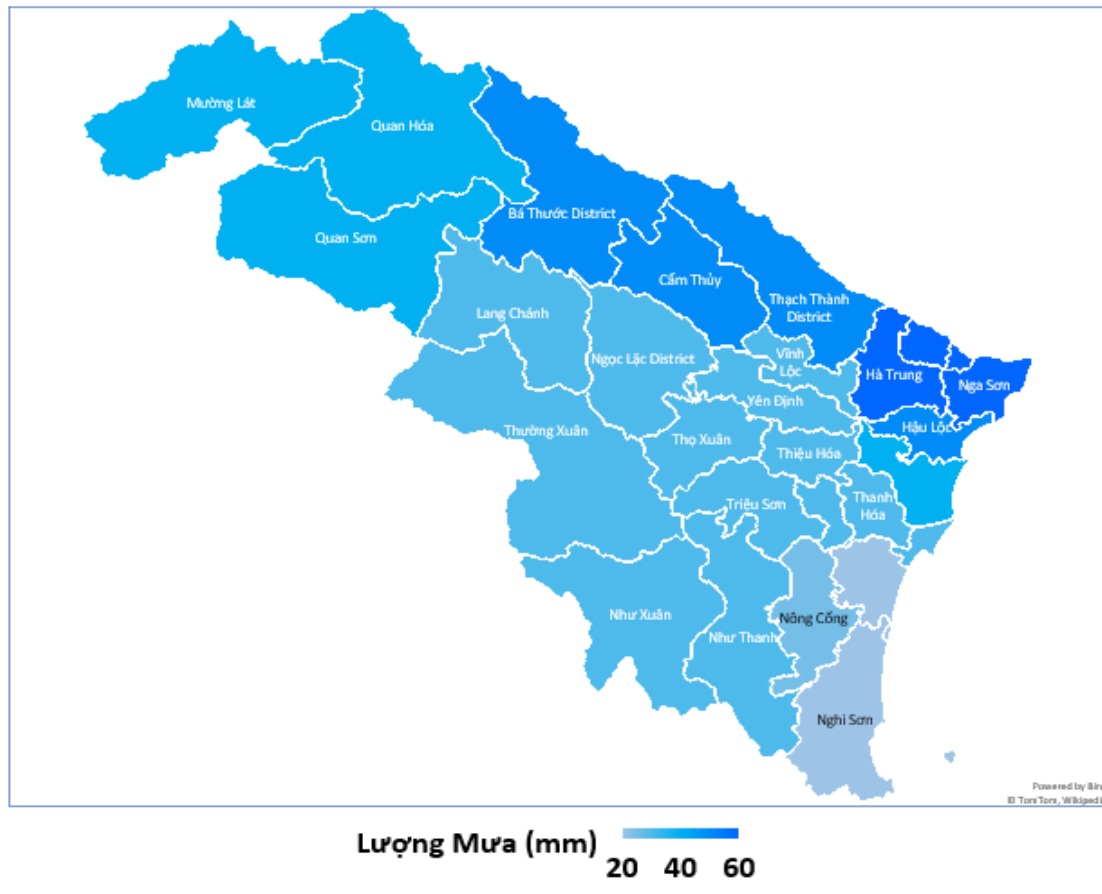 Mường Lát
Quan Hóa
Quan Sơn
Bá Thước District
Cẩm Thủy
Thạch Thành
District
Lang Chánh
Ngọc Lặc District
Vĩnh
Lộc
Hà Trung
Nga Sơn
Yên Định
Hậu Lộc
Thường Xuân
Thọ Xuân
Thiệu Hóa
Triệu Sơn
Thanh
Hóa
Như Xuân
Như Thanh
Nông Cống
Nghi Sơn
Powered by Bing
© TomTom, Wikipedi
Lượng Mưa (mm)
20 40 60